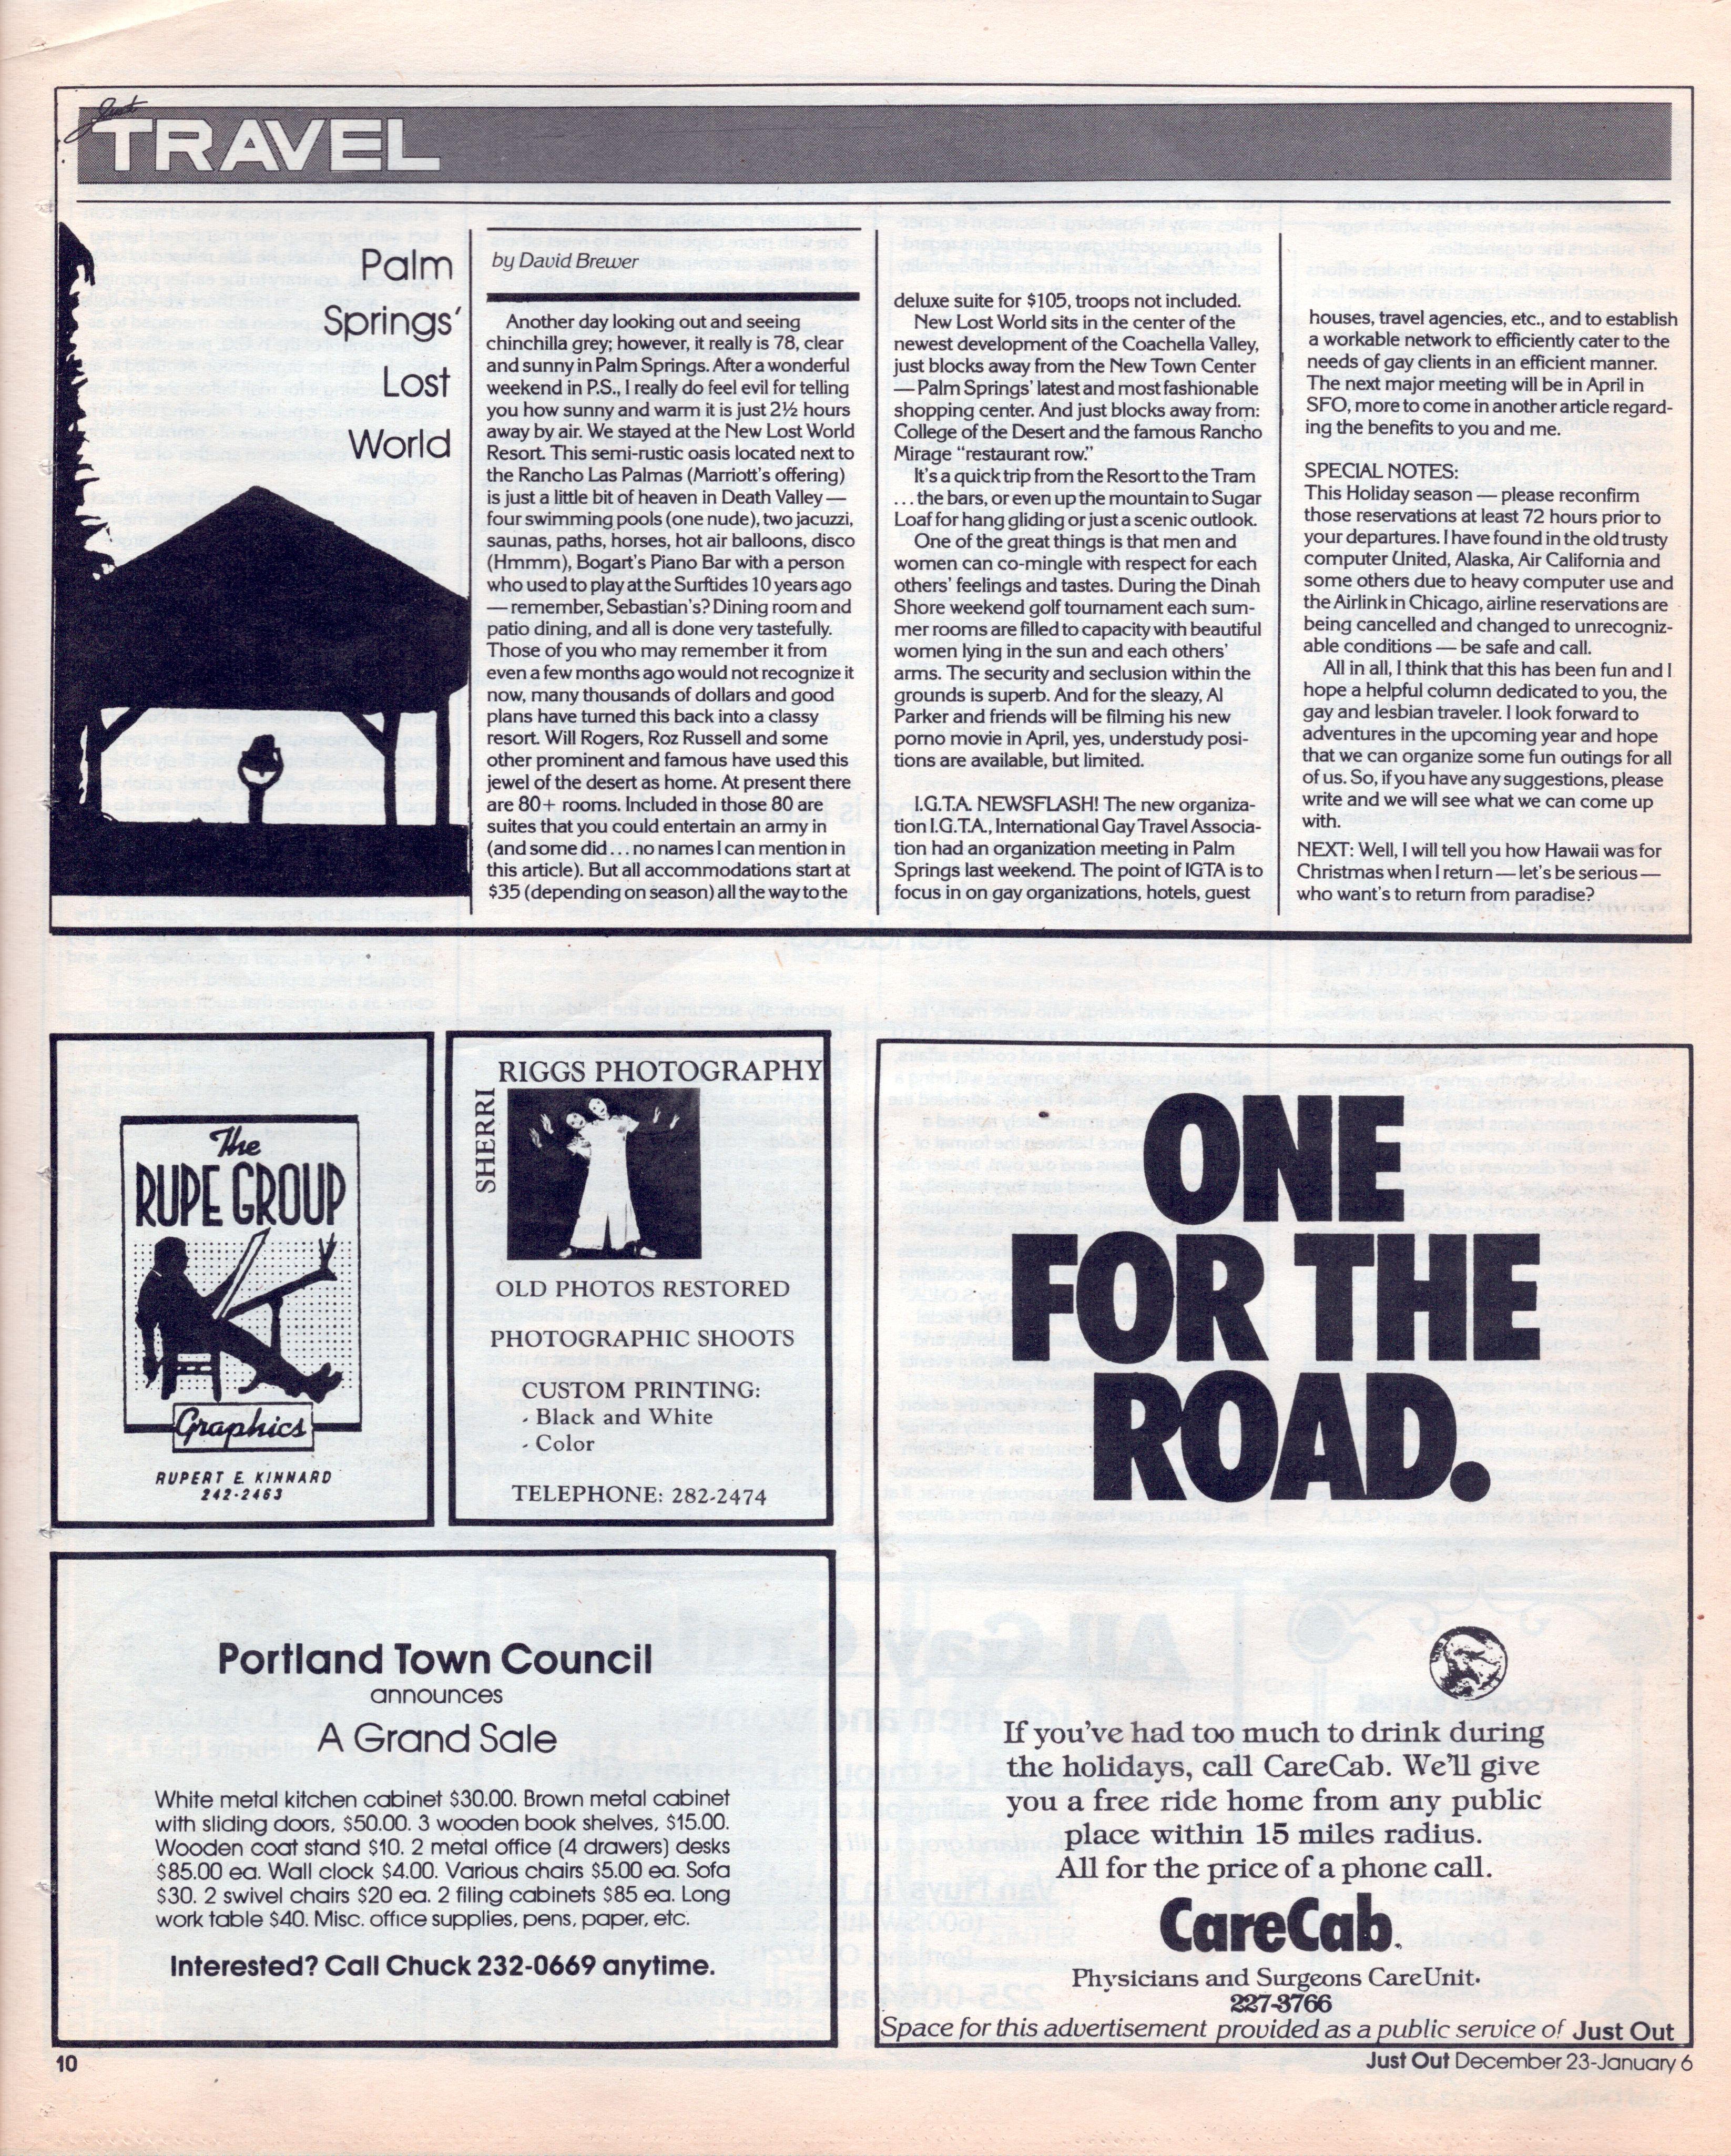 Just
TRAVEL
Palm
Springs'
Lost
World
by David Brewer
Another day looking out and seeing
chinchilla grey; however, it really is 78, clear
and sunny in Palm Springs. After a wonderful
weekend in P.S., I really do feel evil for telling
you how sunny and warm it is just 2½ hours
away by air. We stayed at the New Lost World
Resort. This semi-rustic oasis located next to
the Rancho Las Palmas (Marriott's offering)
is just a little bit of heaven in Death Valley —
four swimming pools (one nude), two jacuzzi,
saunas, paths, horses, hot air balloons, disco
(Hmmm), Bogart's Piano Bar with a person
who used to play at the Surftides 10 years ago
— remember, Sebastian's? Dining room and
patio dining, and all is done very tastefully.
Those of you who may remember it from
even a few months ago would not recognize it
now, many thousands of dollars and good
plans have turned this back into a classy
resort. Will Rogers, Roz Russell and some
other prominent and famous have used this
jewel of the desert as home. At present there
are 80+ rooms. Included in those 80 are
suites that you could entertain an army in
(and some did . . . no names I can mention in
this article). But all accommodations start at
$35 (depending on season) all the way to the
deluxe suite for $105, troops not included.
New Lost World sits in the center of the
newest development of the Coachella Valley,
just blocks away from the New Town Center
— Palm Springs' latest and most fashionable
shopping center. And just blocks away from:
College of the Desert and the famous Rancho
Mirage "restaurant row."
It's a quick trip from the Resort to the Tram
. . . the bars, or even up the mountain to Sugar
Loaf for hang gliding or just a scenic outlook.
One of the great things is that men and
women can co-mingle with respect for each
others' feelings and tastes. During the Dinah
Shore weekend golf tournament each sum-
mer rooms are filled to capacity with beautiful
women lying in the sun and each others'
arms. The security and seclusion within the
grounds is superb. And for the sleazy, Al
Parker and friends will be filming his new
porno movie in April, yes, understudy posi-
tions are available, but limited.
I.G.T.A. NEWSFLASH! The new organiza-
tion I.G.T.A., International Gay Travel Associa-
tion had an organization meeting in Palm
Springs last weekend. The point of IGTA is to
focus in on gay organizations, hotels, guest
houses, travel agencies, etc., and to establish
a workable network to efficiently cater to the
needs of gay clients in an efficient manner.
The next major meeting will be in April in
SFO, more to come in another article regard-
ing the benefits to you and me.
SPECIAL NOTES:
This Holiday season — please reconfirm
those reservations at least 72 hours prior to
your departures. I have found in the old trusty
computer United, Alaska, Air California and
some others due to heavy computer use and
the Airlink in Chicago, airline reservations are
being cancelled and changed to unrecogniz-
able conditions — be safe and call.
All in all, I think that this has been fun and I
hope a helpful column dedicated to you, the
gay and lesbian traveler. I look forward to
adventures in the upcoming year and hope
that we can organize some fun outings for all
of us. So, if you have any suggestions, please
write and we will see what we can come up
with.
NEXT: Well, I will tell you how Hawaii was for
Christmas when I return — let's be serious —
who want's to return from paradise?
The
RUPE GROUP
Graphics
RUPERT E. KINNARD
242-2463
SHERRI
RIGGS PHOTOGRAPHY
OLD PHOTOS RESTORED
PHOTOGRAPHIC SHOOTS
CUSTOM PRINTING:
- Black and White
- Color
TELEPHONE: 282-2474
Portland Town Council
announces
A Grand Sale
White metal kitchen cabinet $30.00. Brown metal cabinet
with sliding doors, $50.00. 3 wooden book shelves, $15.00.
Wooden coat stand $10. 2 metal office (4 drawers) desks
$85.00 ea. Wall clock $4.00. Various chairs $5.00 ea. Sofa
$30. 2 swivel chairs $20 ea. 2 filing cabinets $85 ea. Long
work table $40. Misc. office supplies, pens, paper, etc.
Interested? Call Chuck 232-0669 anytime.
ONE
FOR THE
ROAD.
If you've had too much to drink during
the holidays, call CareCab. We'll give
you a free ride home from any public
place within 15 miles radius.
All for the price of a phone call.
CareCab.
Physicians and Surgeons CareUnit.
227-3766
Space for this advertisement provided as a public service of Just Out
10
Just Out December 23-January 6